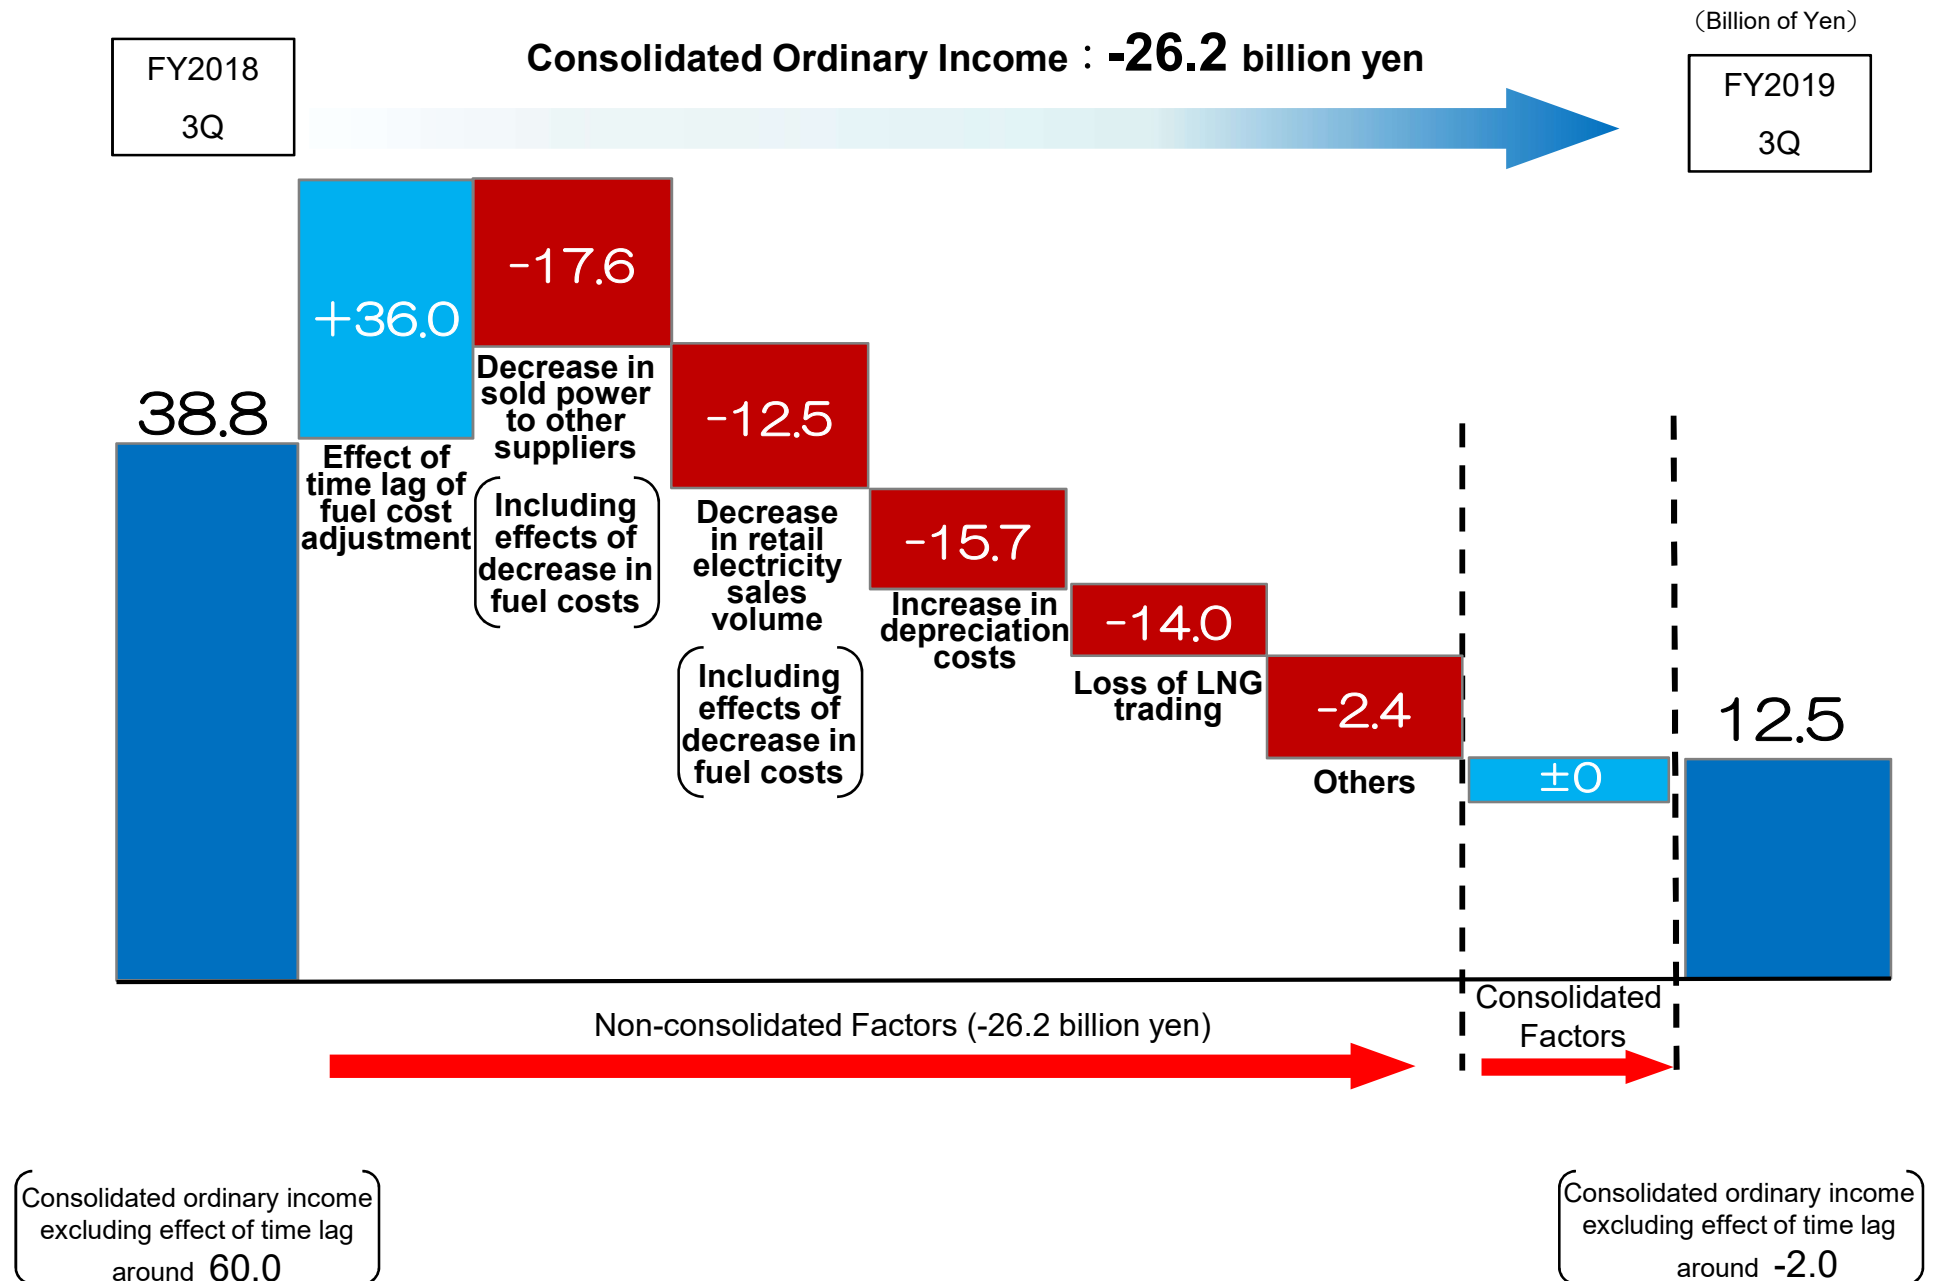 (Billion of Yen)
FY2018
3Q
Consolidated Ordinary Income：-26.2 billion yen
FY2019
3Q
38.8
+36.0
Effect of
time lag of
fuel cost
adjustment
-17.6
Decrease in
sold power
to other
suppliers
Including
effects of
decrease in
fuel costs
-12.5
Decrease
in retail
electricity
sales
volume
Including
effects of
decrease in
fuel costs
-15.7
Increase in
depreciation
costs
-14.0
Loss of LNG
trading
-2.4
Others
±0
12.5
Non-consolidated Factors (-26.2 billion yen)
Consolidated
Factors
Consolidated ordinary income
excluding effect of time lag
around 60.0
Consolidated ordinary income
excluding effect of time lag
around -2.0